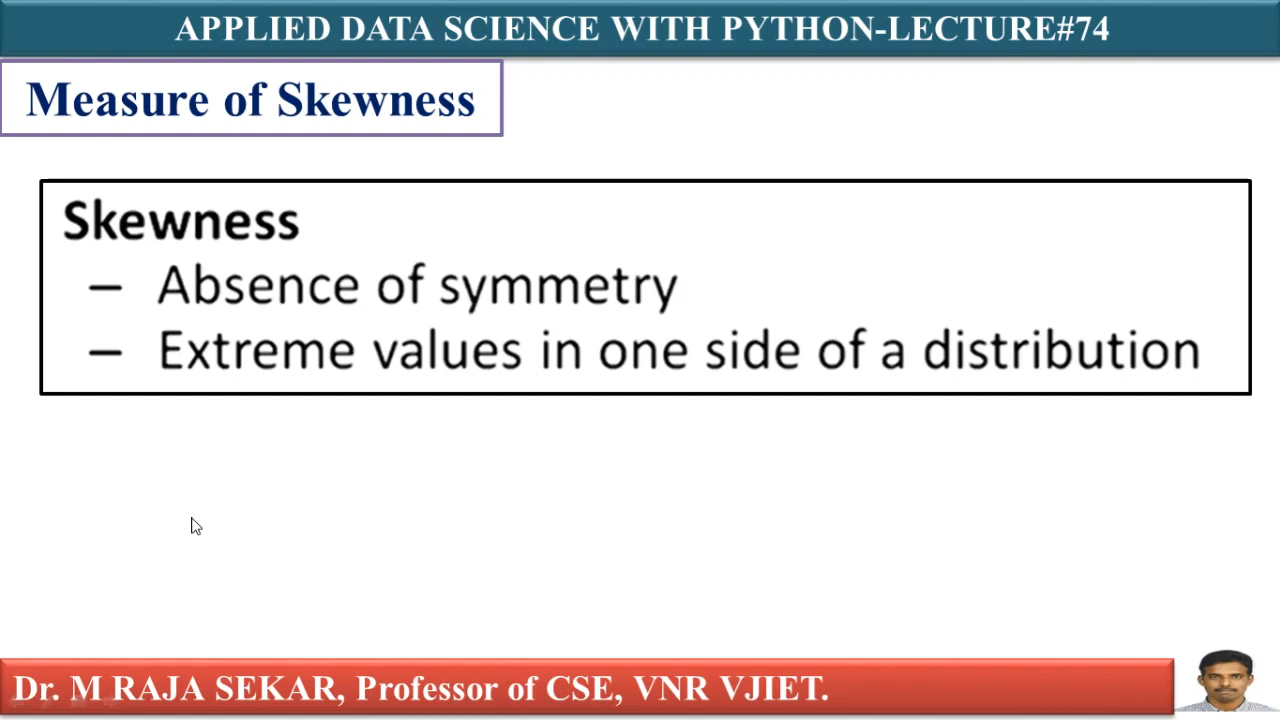 APPLIED DATA SCIENCE WITH PYTHON-LECTURE#74
Measure of Skewness
Skewness
– Absence of symmetry
– Extreme values in one side of a distribution
Dr. M RAJA SEKAR, Professor of CSE, VNR VJIET.